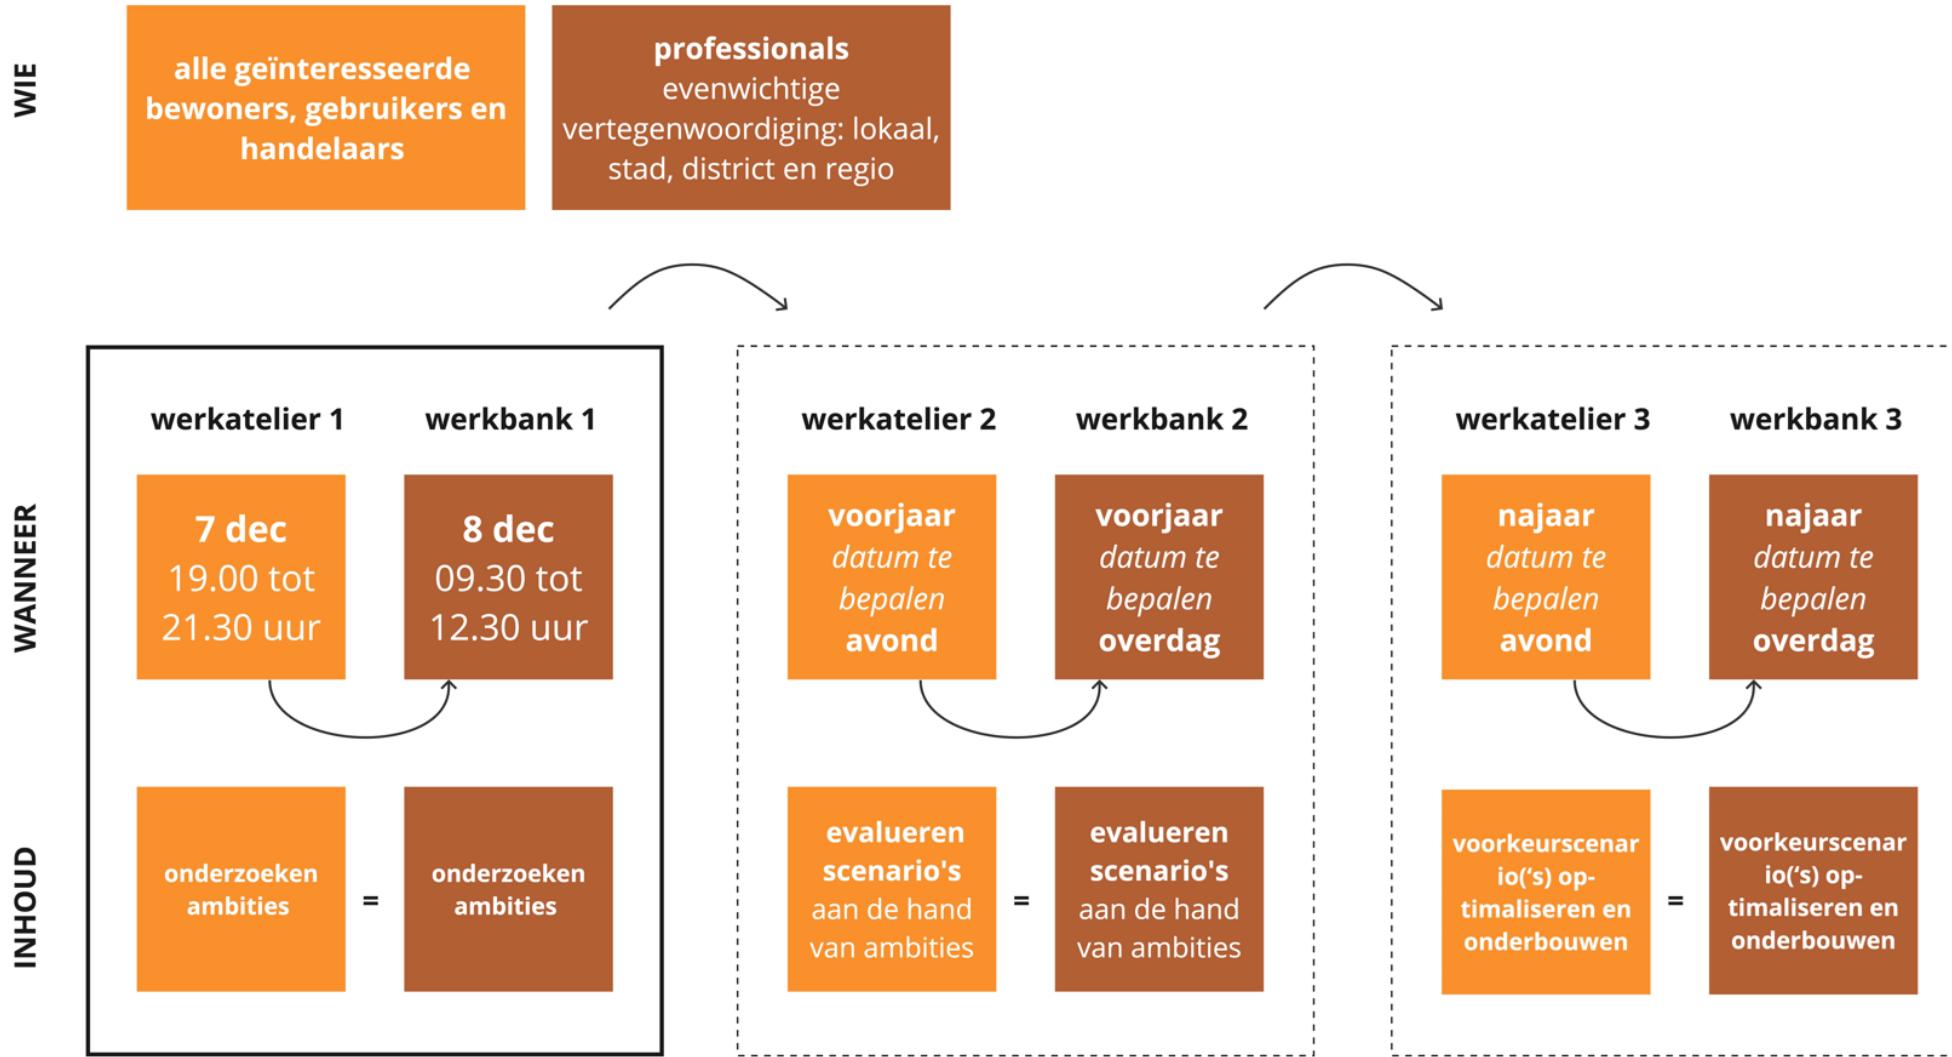 WIE
alle geïnteresseerde
bewoners, gebruikers en
handelaars
professionals
evenwichtige
vertegenwoordiging: lokaal,
stad, district en regio
WANNEER
werkatelier 1
7 dec
19.00 tot
21.30 uur
werkbank 1
8 dec
09.30 tot
12.30 uur
werkatelier 2
voorjaar
datum te
bepalen
avond
werkbank 2
voorjaar
datum te
bepalen
overdag
werkatelier 3
najaar
datum te
bepalen
avond
werkbank 3
najaar
datum te
bepalen
overdag
INHOUD
onderzoeken
ambities
=
onderzoeken
ambities
evalueren
scenario's
aan de hand
van ambities
=
evalueren
scenario's
aan de hand
van ambities
voorkeurscenar
io(‘s) op-
timaliseren en
onderbouwen
=
voorkeurscenar
io(‘s) op-
timaliseren en
onderbouwen